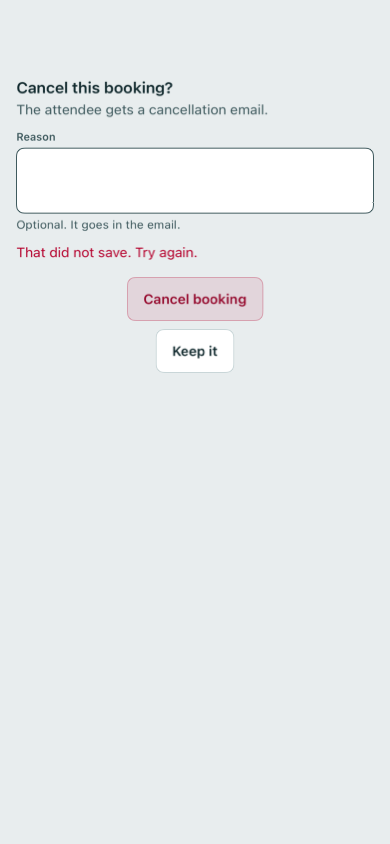 Cancel this booking?
The attendee gets a cancellation email.
Reason
Optional. It goes in the email.
That did not save. Try again.
Cancel booking
Keep it